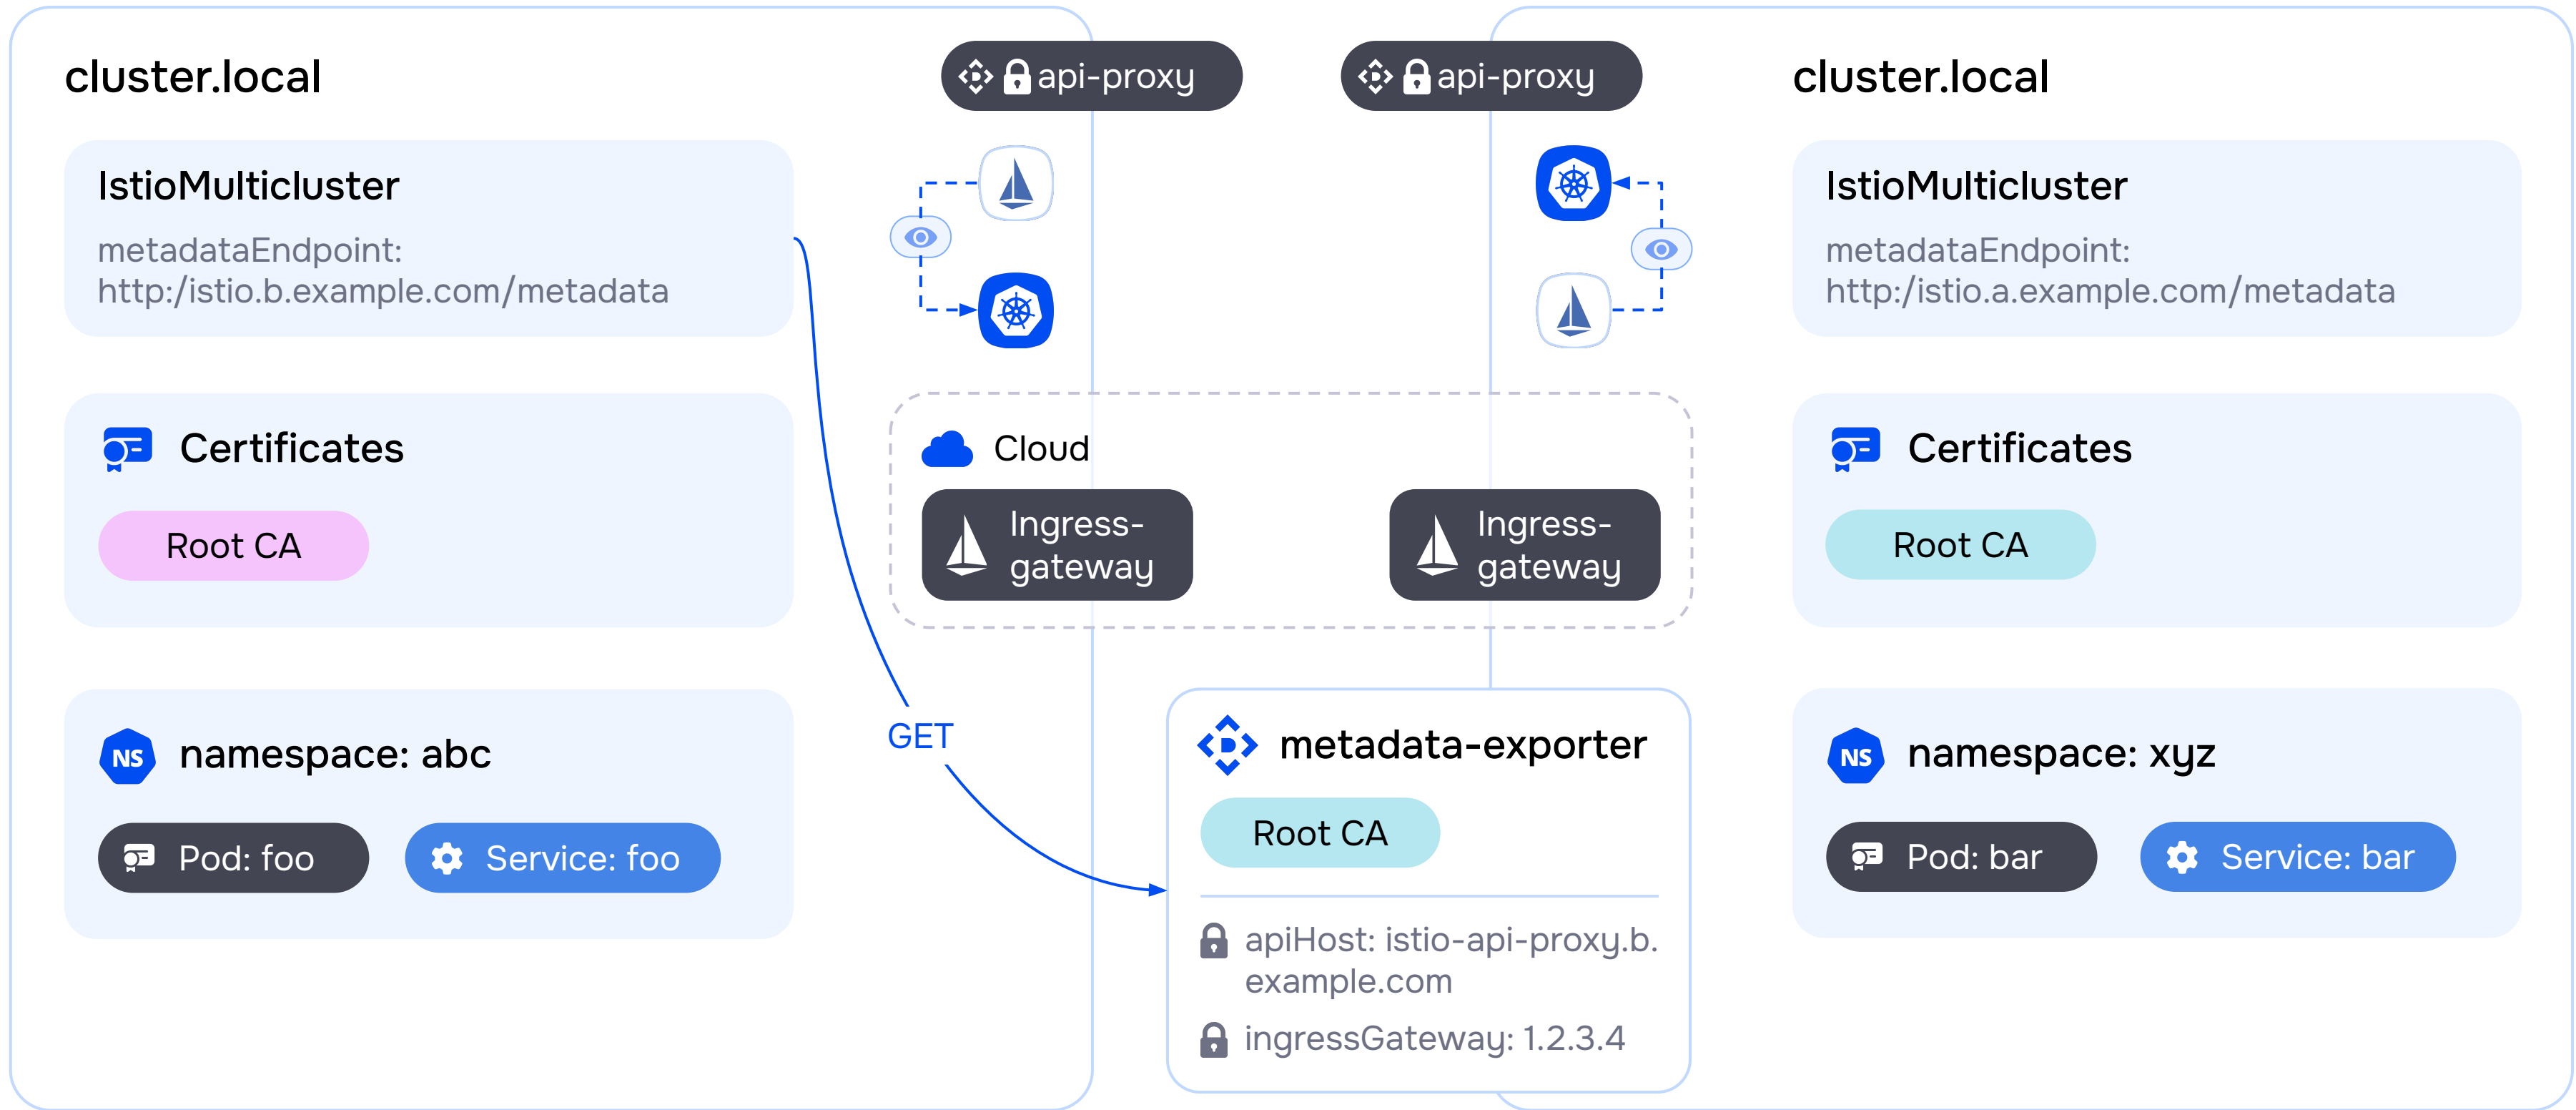 cluster.local
IstioMulticluster
metadataEndpoint:
http:/istio.b.example.com/metadata
Certificates
Root CA
NS
namespace: abc
Pod: foo
Service: foo
api-proxy
api-proxy
Cloud
Ingress-
gateway
Ingress-
gateway
GET
metadata-exporter
Root CA
apiHost: istio-api-proxy.b.
example.com
ingressGateway: 1.2.3.4
cluster.local
IstioMulticluster
metadataEndpoint:
http:/istio.a.example.com/metadata
Certificates
Root CA
NS
namespace: xyz
Pod: bar
Service: bar